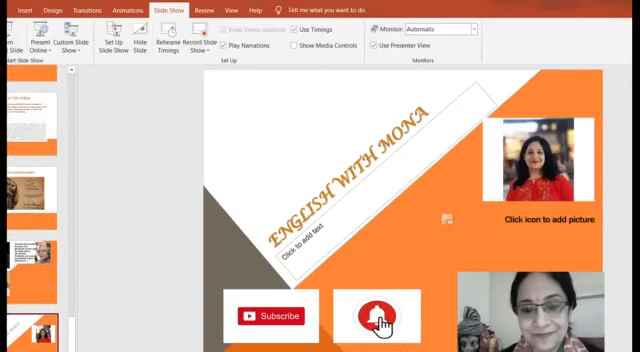 Insert Design Transitions Animations Slide Show Review View Help Tell me what you want to do
Present Online
Custom Slide Show
Set Up Slide Show
Hide Slide
Rehearse Timings
Record Slide Show
Keep Slides Updated
Use Timings
Play Narrations
Show Media Controls
Monitor: Automatic
Use Presenter View
Set Up
Monitors
ENGLISH WITH MONA
Click to add text
Click icon to add picture
Subscribe